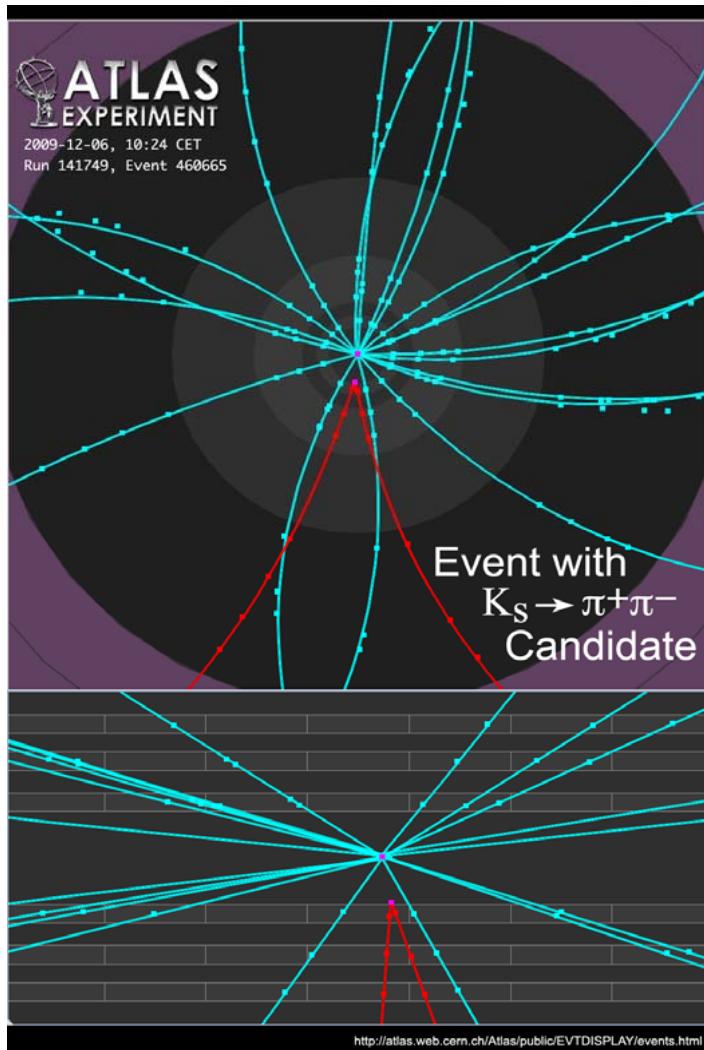 ATLAS
EXPERIMENT
2009-12-06, 10:24 CET
Run 141749, Event 460665
Event with
K_S → π⁺π⁻
Candidate
http://atlas.web.cern.ch/Atlas/public/EVTDISPLAY/events.html